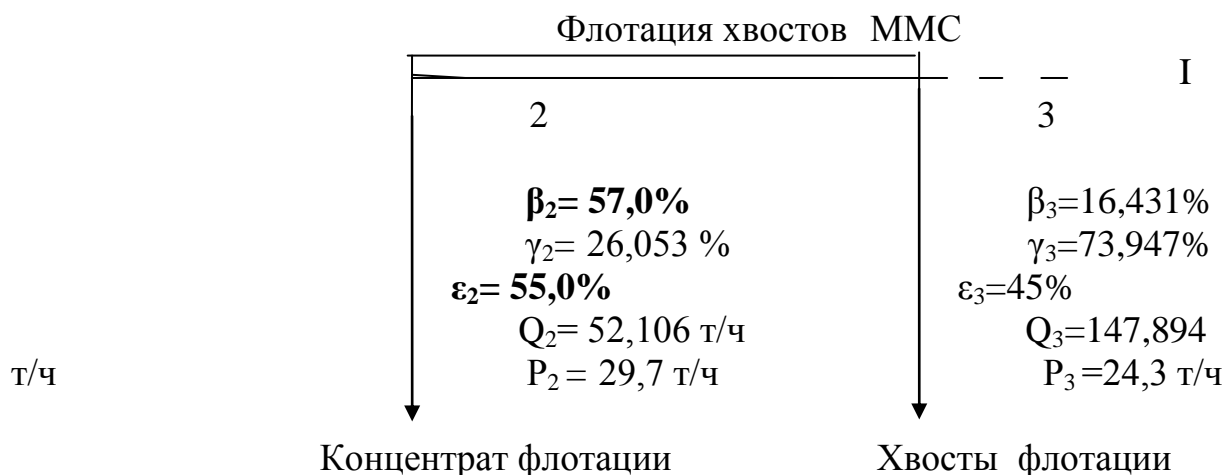 Флотация хвостов ММС
I
2 3
β₂= 57,0% β₃=16,431%
γ₂= 26,053 % γ₃=73,947%
ε₂= 55,0% ε₃=45%
Q₂= 52,106 т/ч Q₃=147,894
т/ч P₂ = 29,7 т/ч P₃ =24,3 т/ч
Концентрат флотации Хвосты флотации